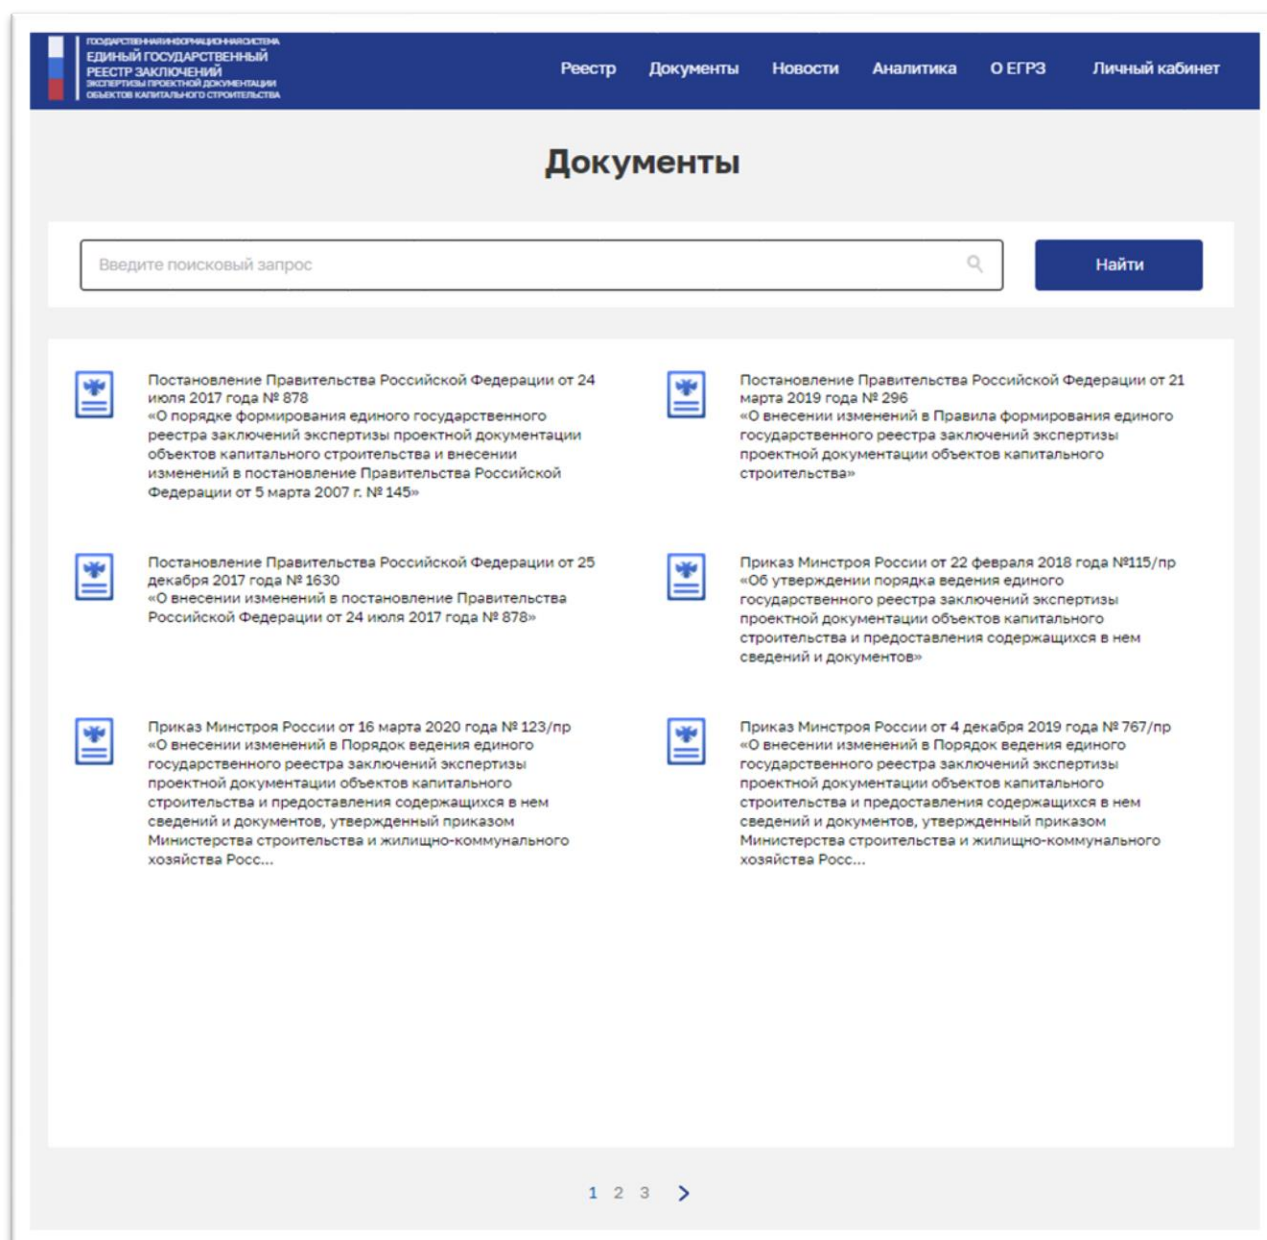 ГОСУДАРСТВЕННАЯ ИНФОРМАЦИОННАЯ СИСТЕМА
ЕДИНЫЙ ГОСУДАРСТВЕННЫЙ
РЕЕСТР ЗАКЛЮЧЕНИЙ
ЭКСПЕРТИЗЫ ПРОЕКТНОЙ ДОКУМЕНТАЦИИ
ОБЪЕКТОВ КАПИТАЛЬНОГО СТРОИТЕЛЬСТВА
Реестр Документы Новости Аналитика О ЕГРЗ Личный кабинет
Документы
Введите поисковый запрос
Найти
Постановление Правительства Российской Федерации от 24
июля 2017 года № 878
«О порядке формирования единого государственного
реестра заключений экспертизы проектной документации
объектов капитального строительства и внесении
изменений в постановление Правительства Российской
Федерации от 5 марта 2007 г. № 145»
Постановление Правительства Российской Федерации от 21
марта 2019 года № 296
«О внесении изменений в Правила формирования единого
государственного реестра заключений экспертизы
проектной документации объектов капитального
строительства»
Постановление Правительства Российской Федерации от 25
декабря 2017 года № 1630
«О внесении изменений в постановление Правительства
Российской Федерации от 24 июля 2017 года № 878»
Приказ Минстроя России от 22 февраля 2018 года №115/пр
«Об утверждении порядка ведения единого
государственного реестра заключений экспертизы
проектной документации объектов капитального
строительства и предоставления содержащихся в нем
сведений и документов»
Приказ Минстроя России от 16 марта 2020 года № 123/пр
«О внесении изменений в Порядок ведения единого
государственного реестра заключений экспертизы
проектной документации объектов капитального
строительства и предоставления содержащихся в нем
сведений и документов, утвержденный приказом
Министерства строительства и жилищно-коммунального
хозяйства Росс...
Приказ Минстроя России от 4 декабря 2019 года № 767/пр
«О внесении изменений в Порядок ведения единого
государственного реестра заключений экспертизы
проектной документации объектов капитального
строительства и предоставления содержащихся в нем
сведений и документов, утвержденный приказом
Министерства строительства и жилищно-коммунального
хозяйства Росс...
1 2 3